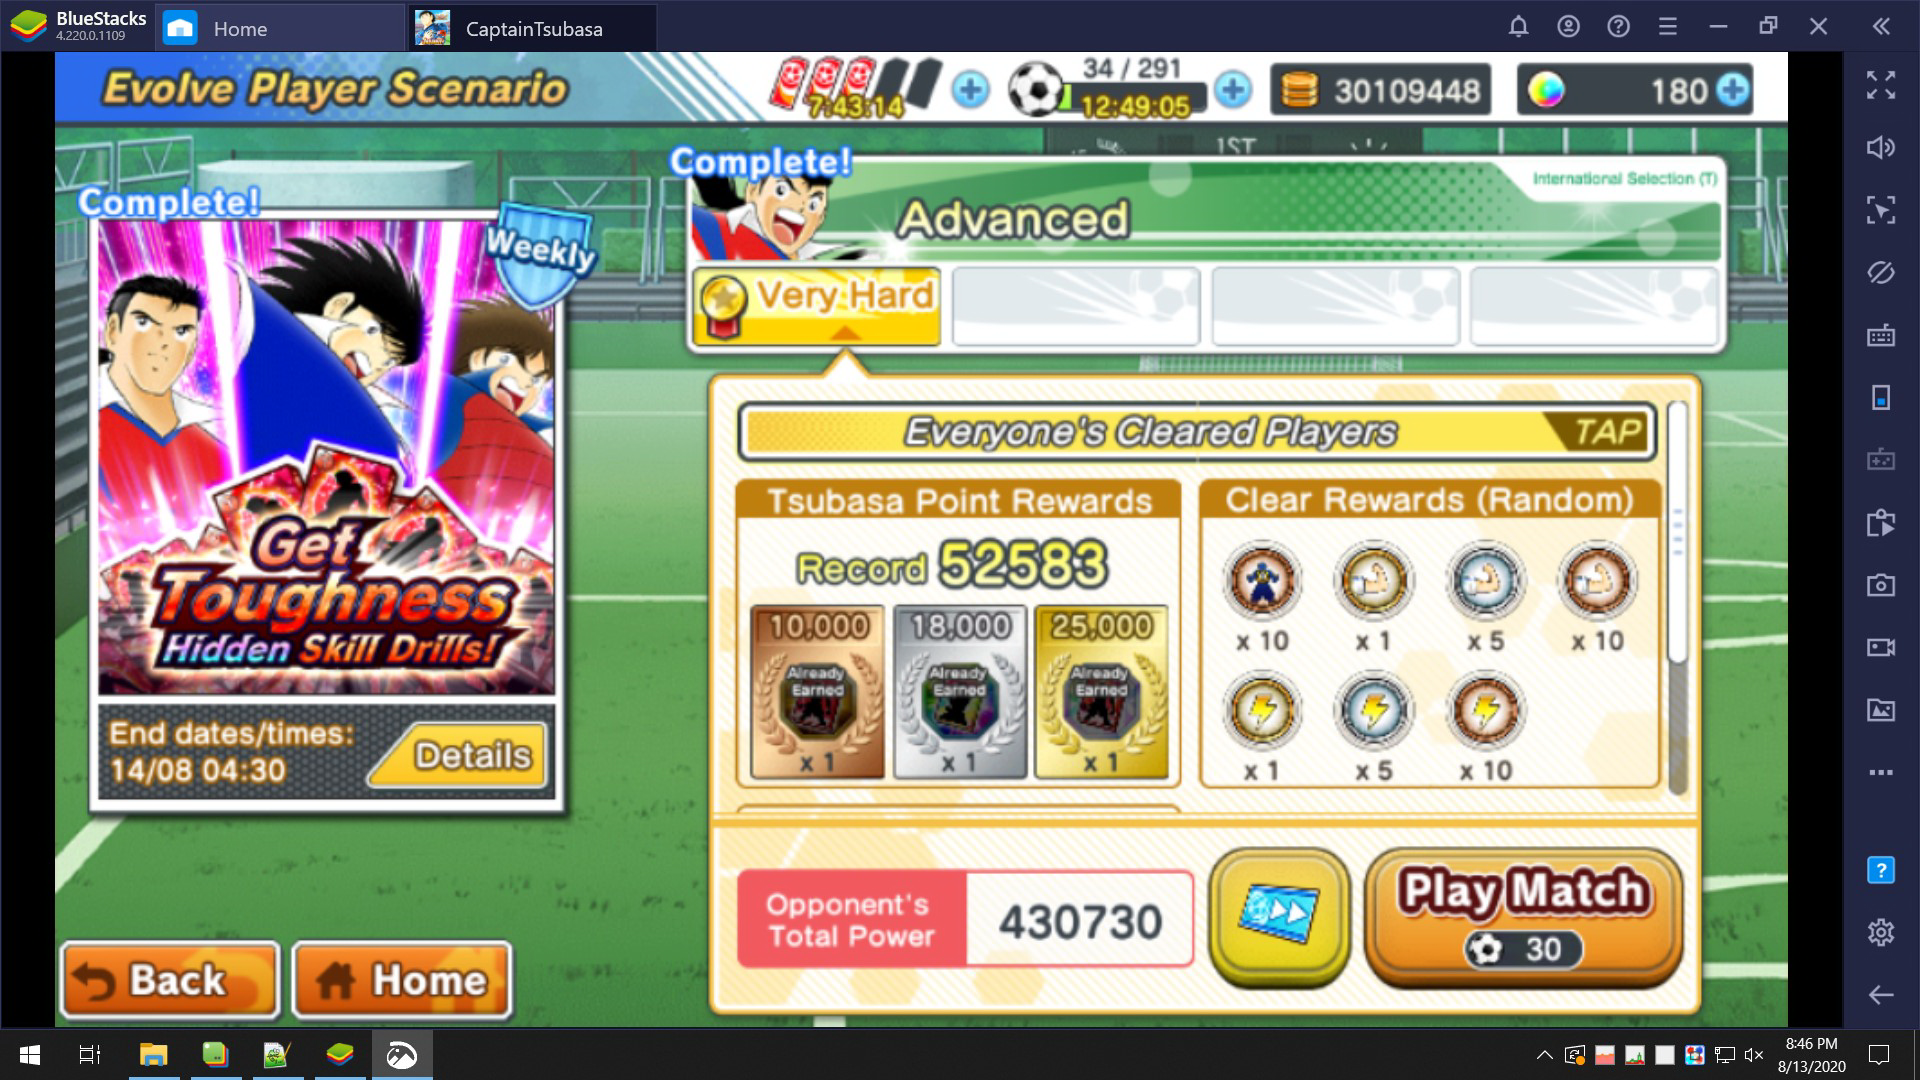 BlueStacks
4.220.0.1109
Home
CaptainTsubasa
Evolve Player Scenario
7:43:14
34 / 291
12:49:05
30109448
180
1ST
Complete!
Weekly
Get
Toughness
Hidden Skill Drills!
End dates/times:
14/08 04:30
Details
Complete!
International Selection (T)
Advanced
Very Hard
Everyone's Cleared Players
TAP
Tsubasa Point Rewards
Record 52583
10,000
Already
Earned
x 1
18,000
Already
Earned
x 1
25,000
Already
Earned
x 1
Clear Rewards (Random)
x 10
x 1
x 5
x 10
x 1
x 5
x 10
Opponent's
Total Power
430730
Play Match
30
Back
Home
8:46 PM
8/13/2020